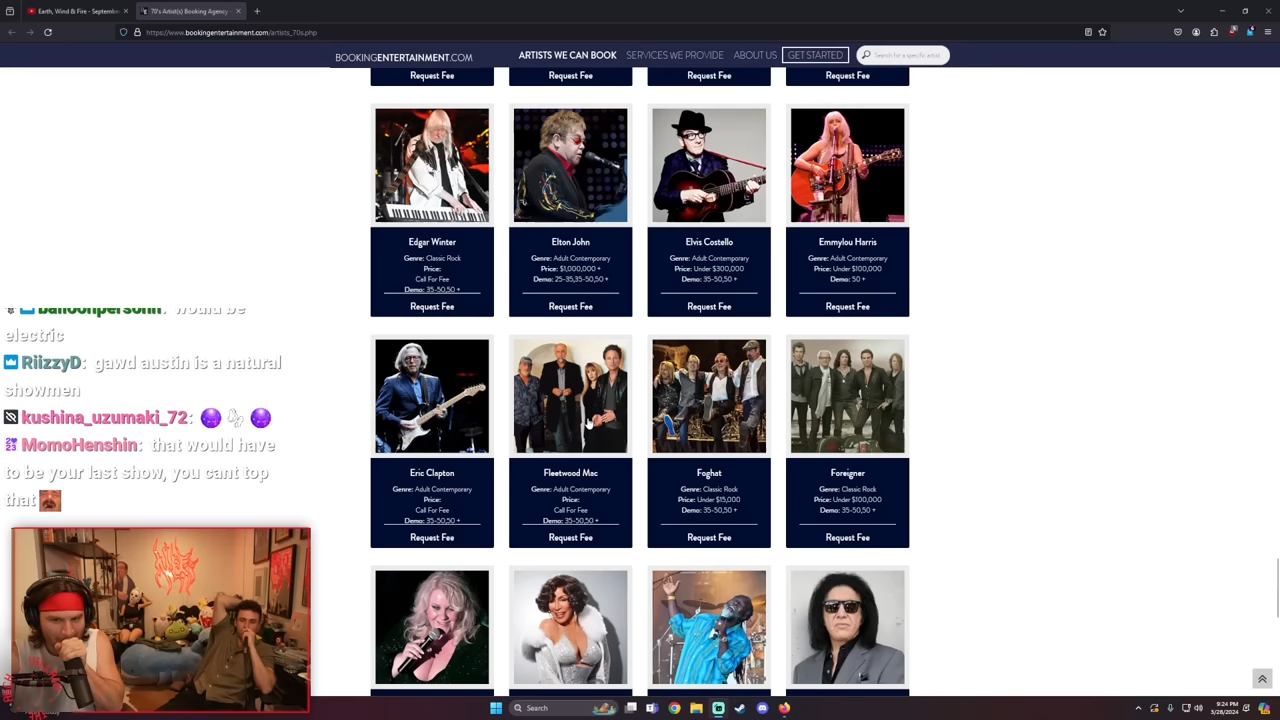 Earth, Wind & Fire - Septembe
70's Artist(s) Booking Agency
https://www.bookingentertainment.com/artists_70s.php
BOOKINGENTERTAINMENT.COM
ARTISTS WE CAN BOOK
SERVICES WE PROVIDE
ABOUT US
GET STARTED
Search for a specific artist
Request Fee
Request Fee
Request Fee
Request Fee
Edgar Winter
Genre: Classic Rock
Price:
Call For Fee
Demo: 35-50,50 +
Request Fee
Elton John
Genre: Adult Contemporary
Price: $1,000,000 +
Demo: 25-35,35-50,50 +
Request Fee
Elvis Costello
Genre: Adult Contemporary
Price: Under $300,000
Demo: 35-50,50 +
Request Fee
Emmylou Harris
Genre: Adult Contemporary
Price: Under $100,000
Demo: 50 +
Request Fee
Eric Clapton
Genre: Adult Contemporary
Price:
Call For Fee
Demo: 35-50,50 +
Request Fee
Fleetwood Mac
Genre: Adult Contemporary
Price:
Call For Fee
Demo: 35-50,50 +
Request Fee
Foghat
Genre: Classic Rock
Price: Under $15,000
Demo: 35-50,50 +
Request Fee
Foreigner
Genre: Classic Rock
Price: Under $100,000
Demo: 35-50,50 +
Request Fee
balloonpersonn: would be
electric
RiizzyD: gawd austin is a natural
showmen
kushina_uzumaki_72:
MomoHenshin: that would have
to be your last show, you cant top
that
Search
9:24 PM
3/28/2024